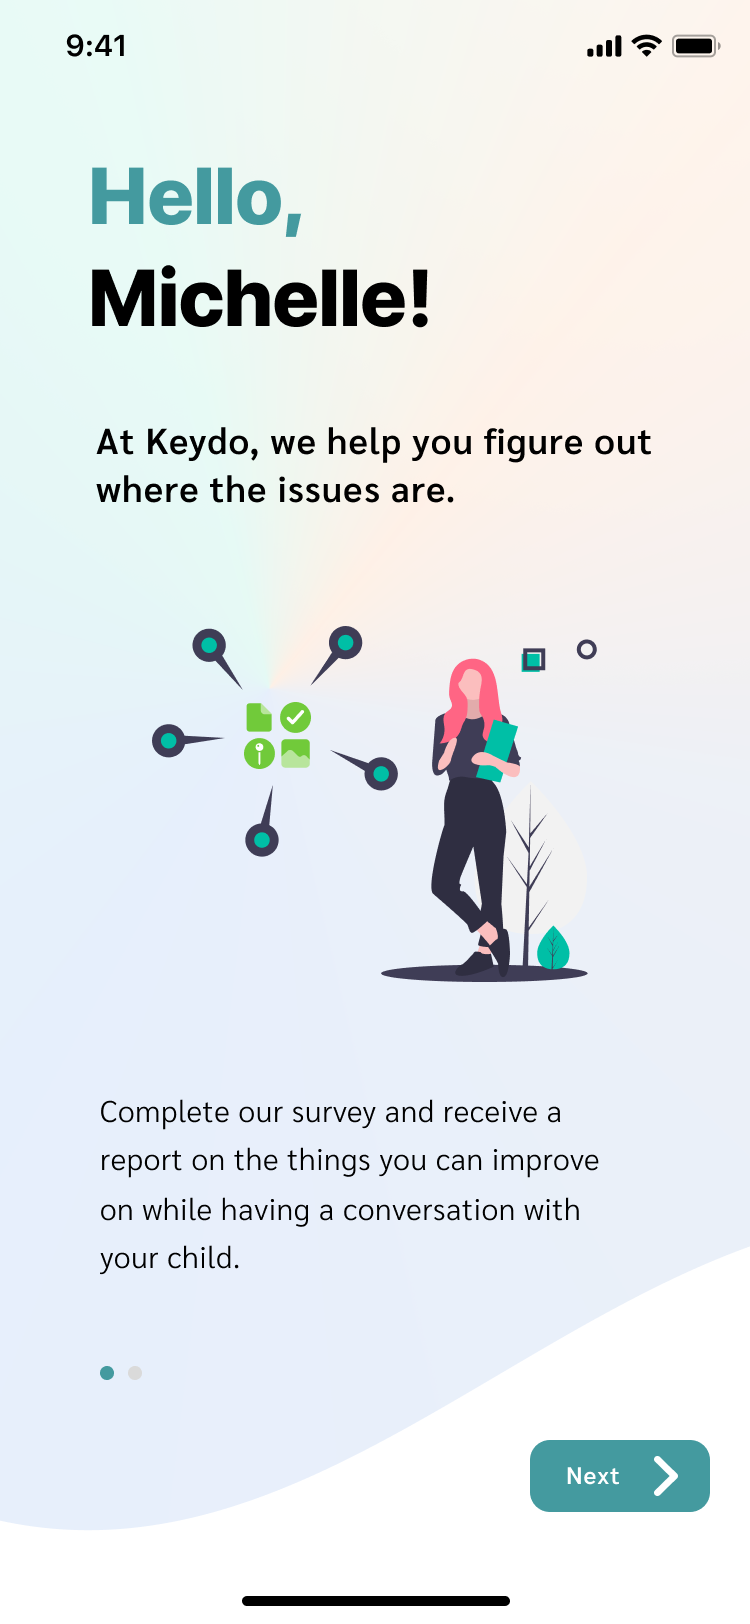 9:41
Hello,
Michelle!
At Keydo, we help you figure out
where the issues are.
Complete our survey and receive a
report on the things you can improve
on while having a conversation with
your child.
Next